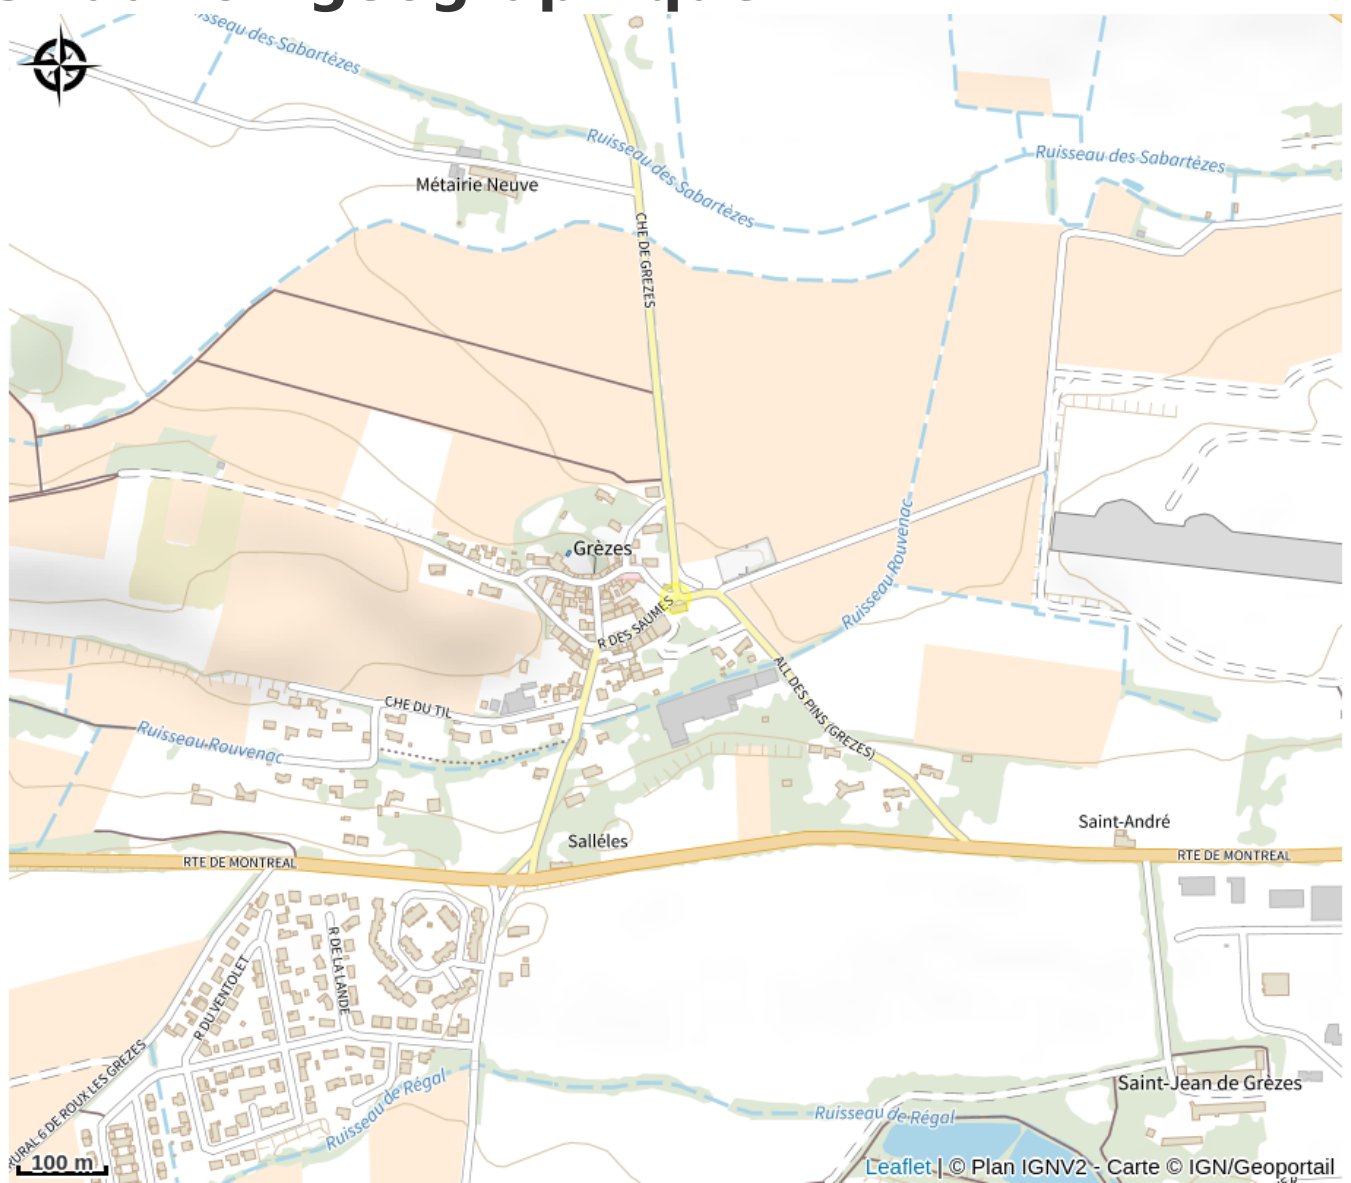 Ruisseau des Sabartèzes
Ruisseau des Sabartèzes
Ruisseau des Sabartèzes
Métairie Neuve
CHE DE GREZES
Grèzes
Ruisseau Rouvenac
R DES SAUMES
ALL DES PINS (GREZES)
CHE DU TIL
Ruisseau Rouvenac
Saint-André
Salléles
RTE DE MONTREAL
RTE DE MONTREAL
R DE LA LANDE
R DU VENTOLET
RURAL 6 DE ROUX LES GREZES
Ruisseau de Régal
Saint-Jean de Grèzes
Ruisseau de Régal
100 m
Leaflet | © Plan IGNV2 - Carte © IGN/Geoportail